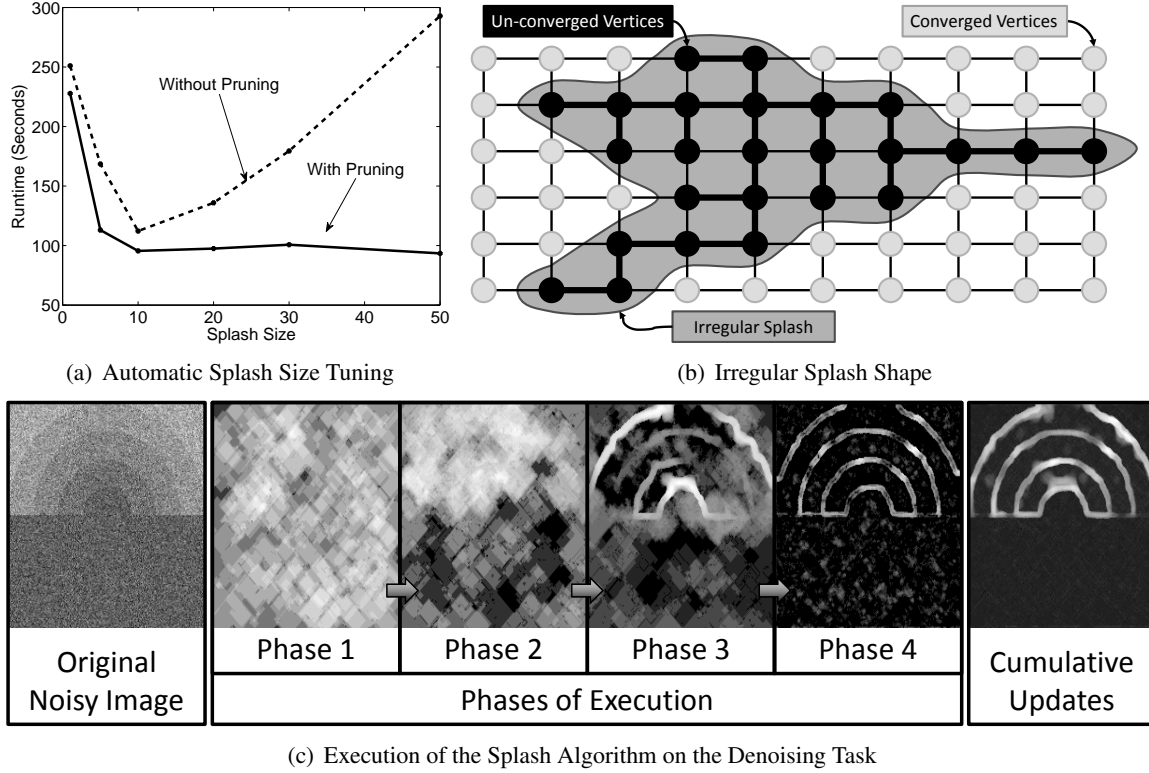 300
250
200
150
100
50
0
10
20
30
40
50
Runtime (Seconds)
Splash Size
Without Pruning
With Pruning
(a) Automatic Splash Size Tuning
Un-converged Vertices
Converged Vertices
Irregular Splash
(b) Irregular Splash Shape
Original
Noisy Image
Phase 1
Phase 2
Phase 3
Phase 4
Phases of Execution
Cumulative
Updates
(c) Execution of the Splash Algorithm on the Denoising Task